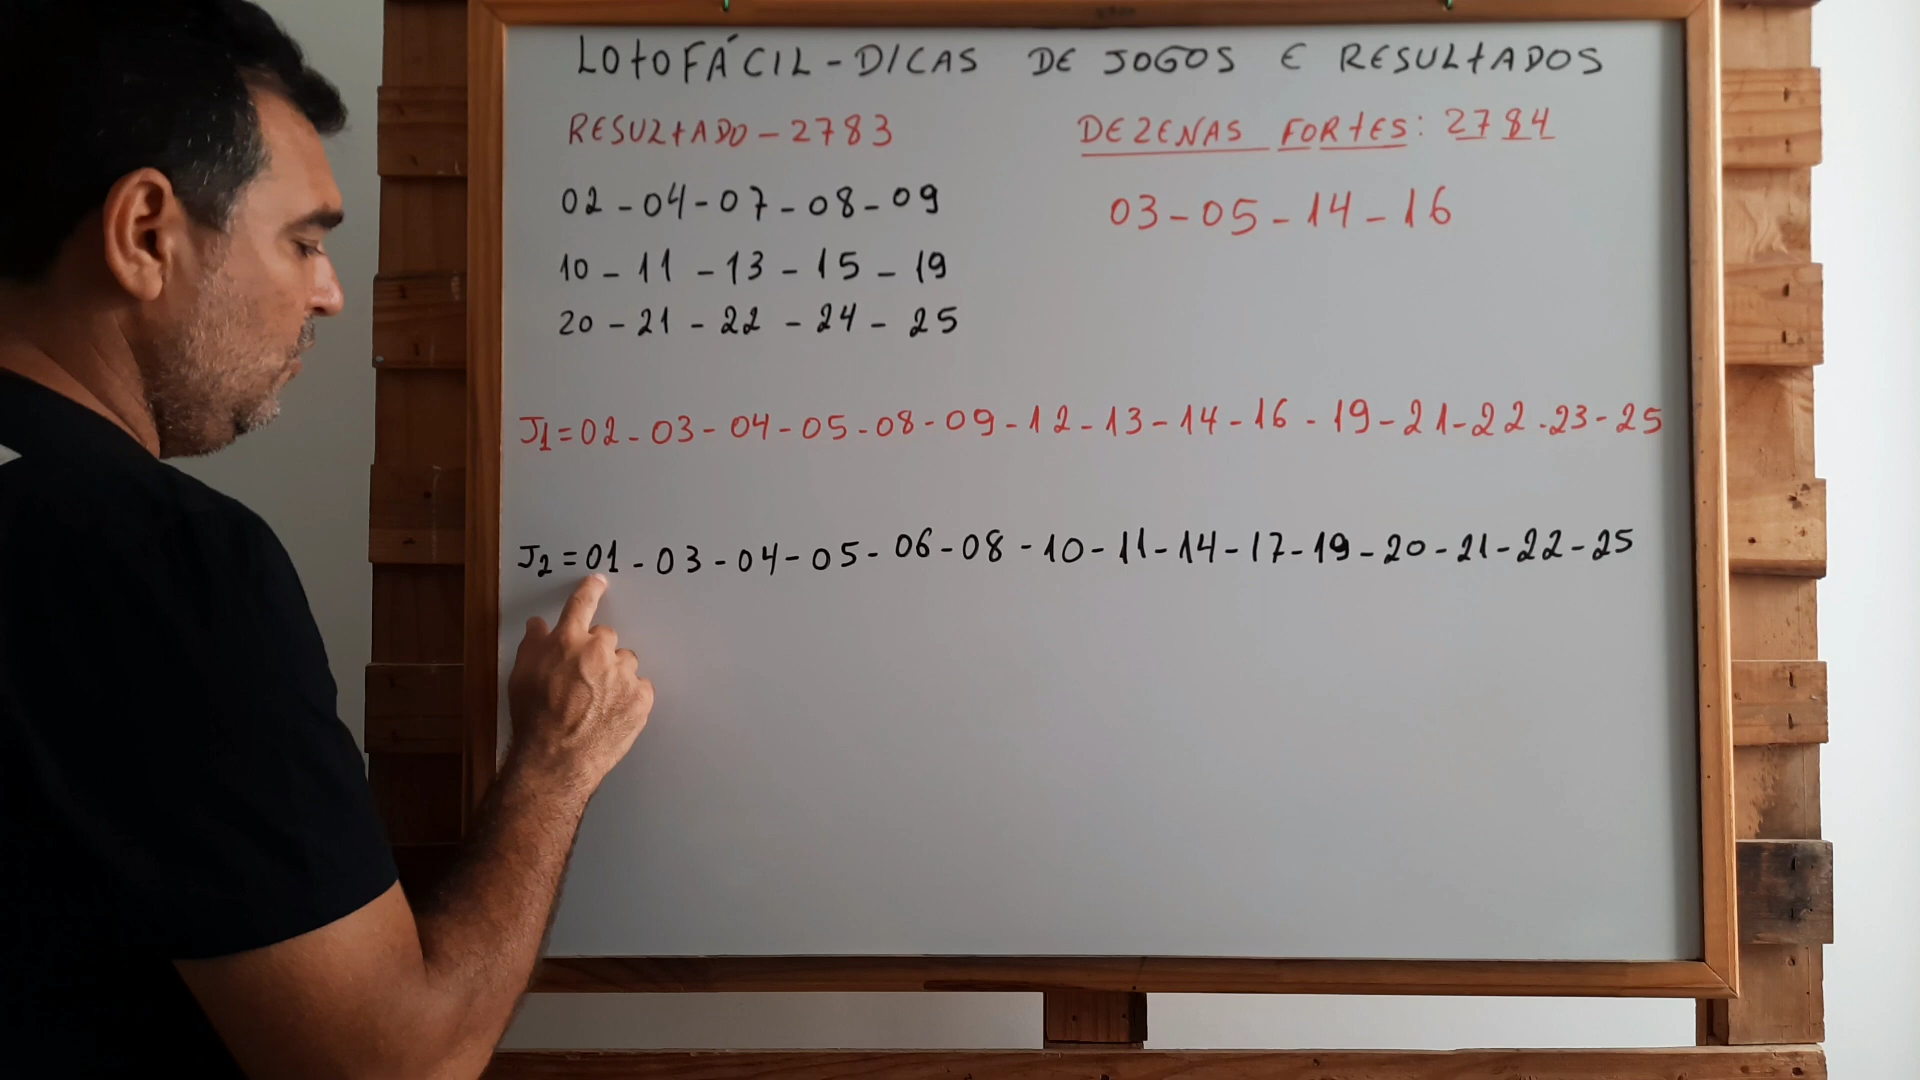 LOTOFÁCIL - DICAS DE JOGOS E RESULTADOS
RESULTADO - 2783
02 - 04 - 07 - 08 - 09
10 - 11 - 13 - 15 - 19
20 - 21 - 22 - 24 - 25
DEZENAS FORTES: 2784
03 - 05 - 14 - 16
J1 = 02 - 03 - 04 - 05 - 08 - 09 - 12 - 13 - 14 - 16 - 19 - 21 - 22 - 23 - 25
J2 = 01 - 03 - 04 - 05 - 06 - 08 - 10 - 11 - 14 - 17 - 19 - 20 - 21 - 22 - 25